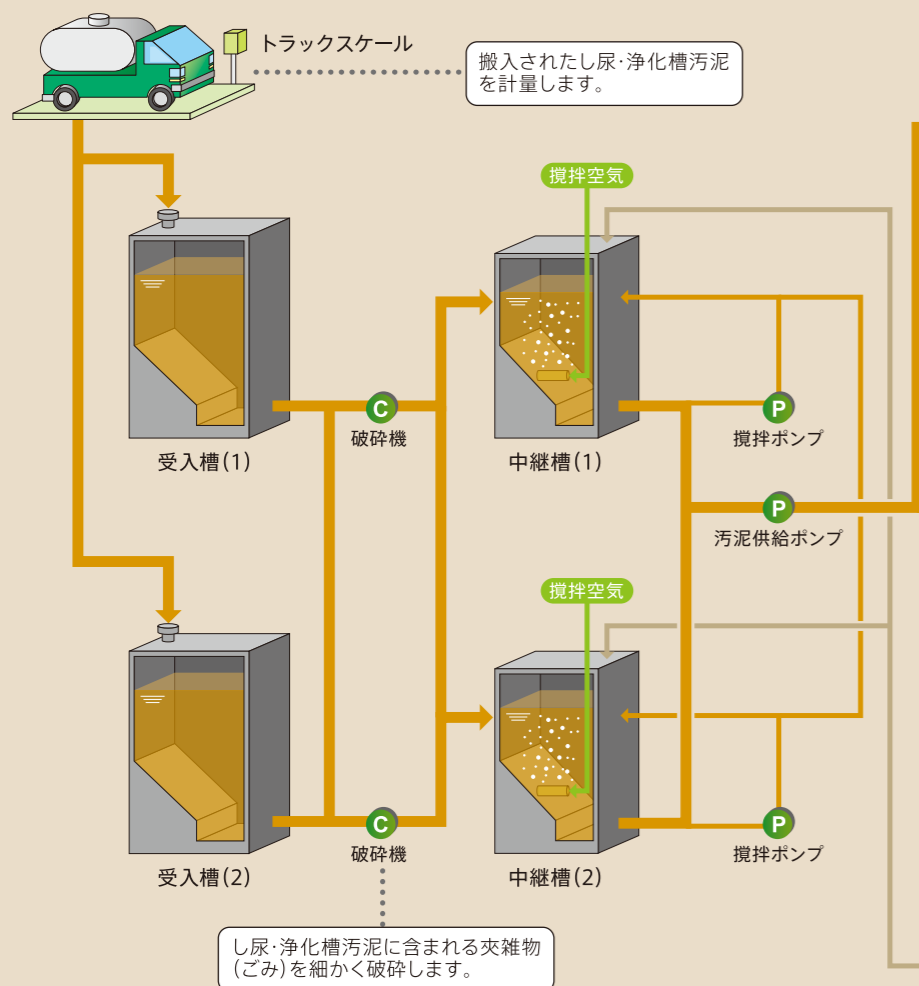 トラックスケール
搬入されたし尿・浄化槽汚泥
を計量します。
撹拌空気
C
破砕機
P
撹拌ポンプ
受入槽(1)
中継槽(1)
P
汚泥供給ポンプ
撹拌空気
C
破砕機
P
撹拌ポンプ
受入槽(2)
中継槽(2)
し尿・浄化槽汚泥に含まれる夾雑物
(ごみ)を細かく破砕します。